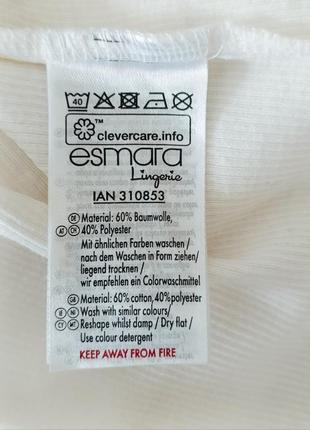 40
™ clevercare.info
esmara
Lingerie
IAN 310853
DE Material: 60% Baumwolle,
AT CH 40% Polyester
Mit ähnlichen Farben waschen /
nach dem Waschen in Form ziehen/
liegend trocknen /
wir empfehlen ein Colorwaschmittel
GB Material: 60% cotton, 40% polyester
IE NI Wash with similar colours/
CY MT Reshape whilst damp / Dry flat /
Use colour detergent
KEEP AWAY FROM FIRE